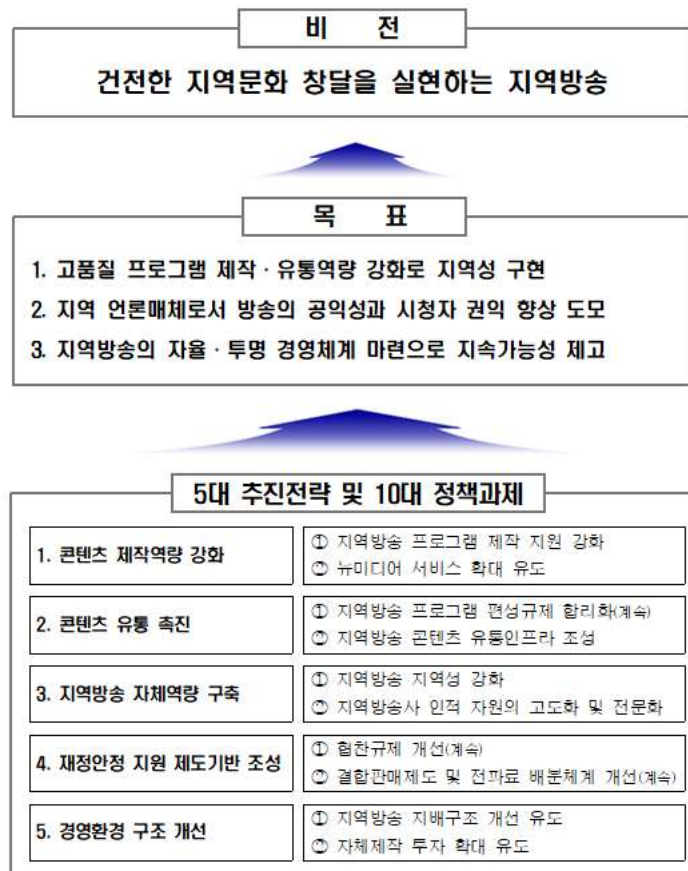 비 전
건전한 지역문화 창달을 실현하는 지역방송
목 표
1. 고품질 프로그램 제작 · 유통역량 강화로 지역성 구현
2. 지역 언론매체로서 방송의 공익성과 시청자 권익 향상 도모
3. 지역방송의 자율 · 투명 경영체계 마련으로 지속가능성 제고
5대 추진전략 및 10대 정책과제
1. 콘텐츠 제작역량 강화
① 지역방송 프로그램 제작 지원 강화
② 뉴미디어 서비스 확대 유도
2. 콘텐츠 유통 촉진
① 지역방송 프로그램 편성규제 합리화(계속)
② 지역방송 콘텐츠 유통인프라 조성
3. 지역방송 자체역량 구축
① 지역방송 지역성 강화
② 지역방송사 인적 자원의 고도화 및 전문화
4. 재정안정 지원 제도기반 조성
① 협찬규제 개선(계속)
② 결합판매제도 및 전파료 배분체계 개선(계속)
5. 경영환경 구조 개선
① 지역방송 지배구조 개선 유도
② 자체제작 투자 확대 유도